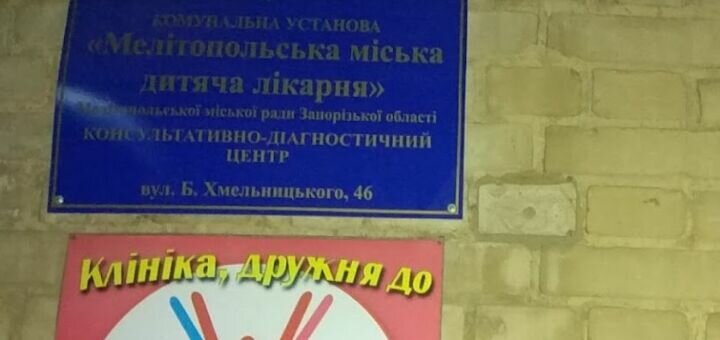 КОМУНАЛЬНА УСТАНОВА
«Мелітопольська міська
дитяча лікарня»
Мелітопольської міської ради Запорізької області
КОНСУЛЬТАТИВНО-ДІАГНОСТИЧНИЙ
ЦЕНТР
вул. Б. Хмельницького, 46
Клініка, дружня до